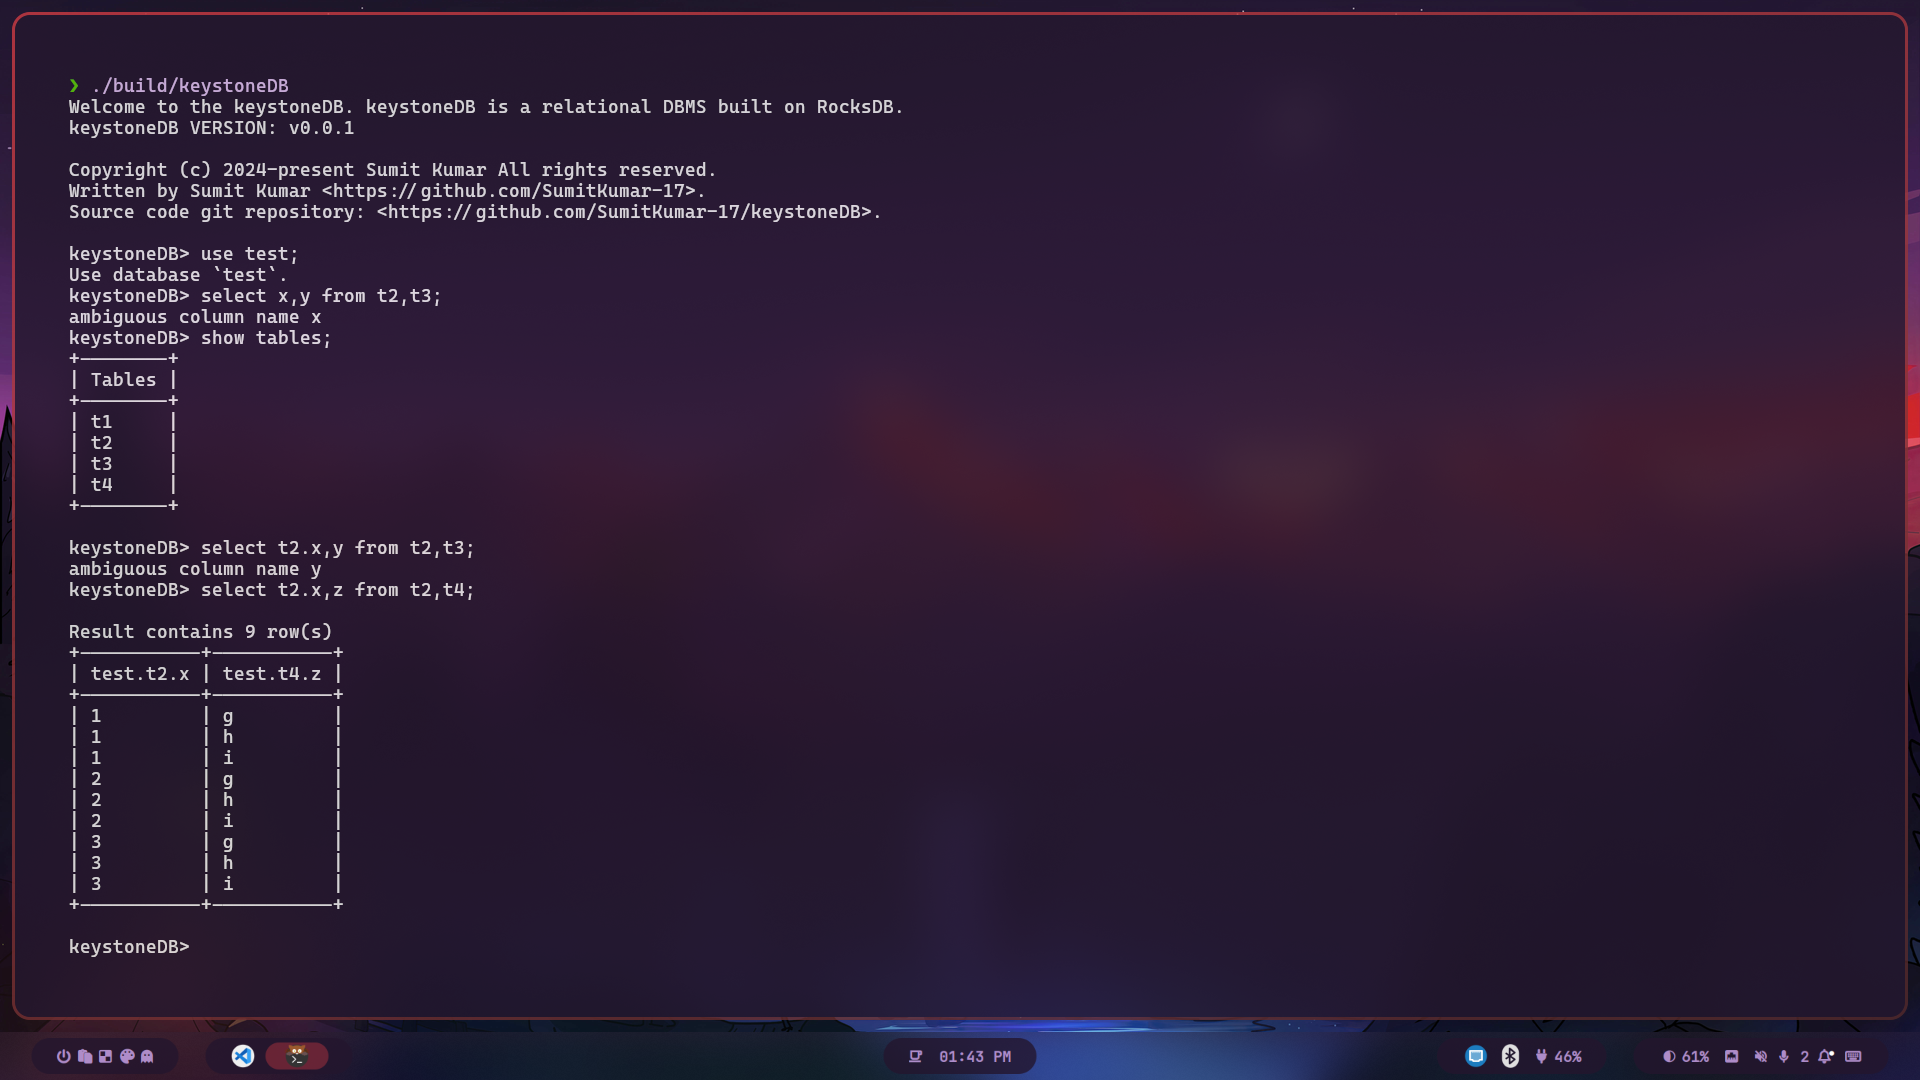 ❯ ./build/keystoneDB
Welcome to the keystoneDB. keystoneDB is a relational DBMS built on RocksDB.
keystoneDB VERSION: v0.0.1
Copyright (c) 2024-present Sumit Kumar All rights reserved.
Written by Sumit Kumar <https://github.com/SumitKumar-17>.
Source code git repository: <https://github.com/SumitKumar-17/keystoneDB>.
keystoneDB> use test;
Use database `test`.
keystoneDB> select x,y from t2,t3;
ambiguous column name x
keystoneDB> show tables;
+--------+
| Tables |
+--------+
| t1     |
| t2     |
| t3     |
| t4     |
+--------+
keystoneDB> select t2.x,y from t2,t3;
ambiguous column name y
keystoneDB> select t2.x,z from t2,t4;
Result contains 9 row(s)
+-----------+-----------+
| test.t2.x | test.t4.z |
+-----------+-----------+
| 1         | g         |
| 1         | h         |
| 1         | i         |
| 2         | g         |
| 2         | h         |
| 2         | i         |
| 3         | g         |
| 3         | h         |
| 3         | i         |
+-----------+-----------+
keystoneDB>
01:43 PM 46% 61% 2